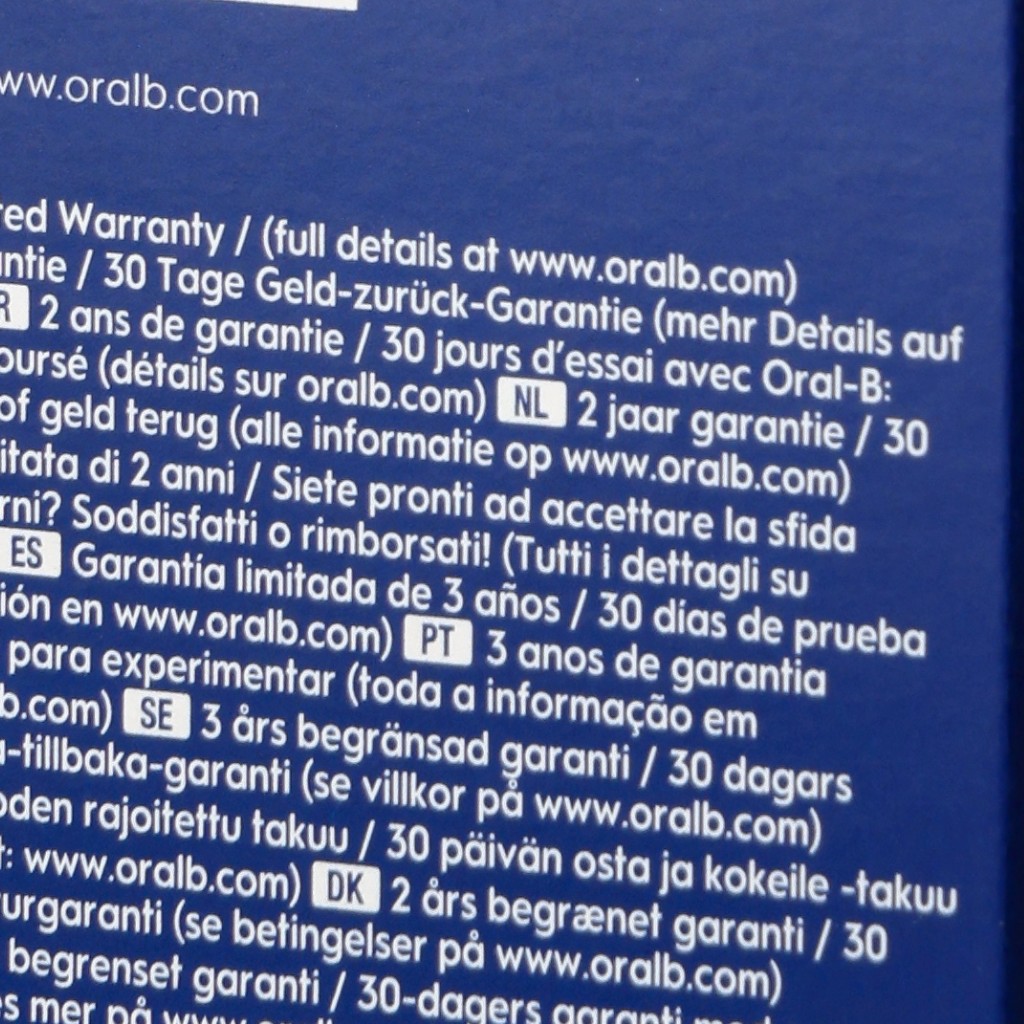 ww.oralb.com
red Warranty / (full details at www.oralb.com)
ntie / 30 Tage Geld-zurück-Garantie (mehr Details auf
R 2 ans de garantie / 30 jours d'essai avec Oral-B:
oursé (détails sur oralb.com) NL 2 jaar garantie / 30
of geld terug (alle informatie op www.oralb.com)
itata di 2 anni / Siete pronti ad accettare la sfida
rni? Soddisfatti o rimborsati! (Tutti i dettagli su
ES Garantía limitada de 3 años / 30 días de prueba
ión en www.oralb.com) PT 3 anos de garantia
para experimentar (toda a informação em
b.com) SE 3 års begränsad garanti / 30 dagars
-tillbaka-garanti (se villkor på www.oralb.com)
oden rajoitettu takuu / 30 päivän osta ja kokeile -takuu
t: www.oralb.com) DK 2 års begrænet garanti / 30
urgaranti (se betingelser på www.oralb.com)
begrenset garanti / 30-dagers garanti med
es mer på www.oralb